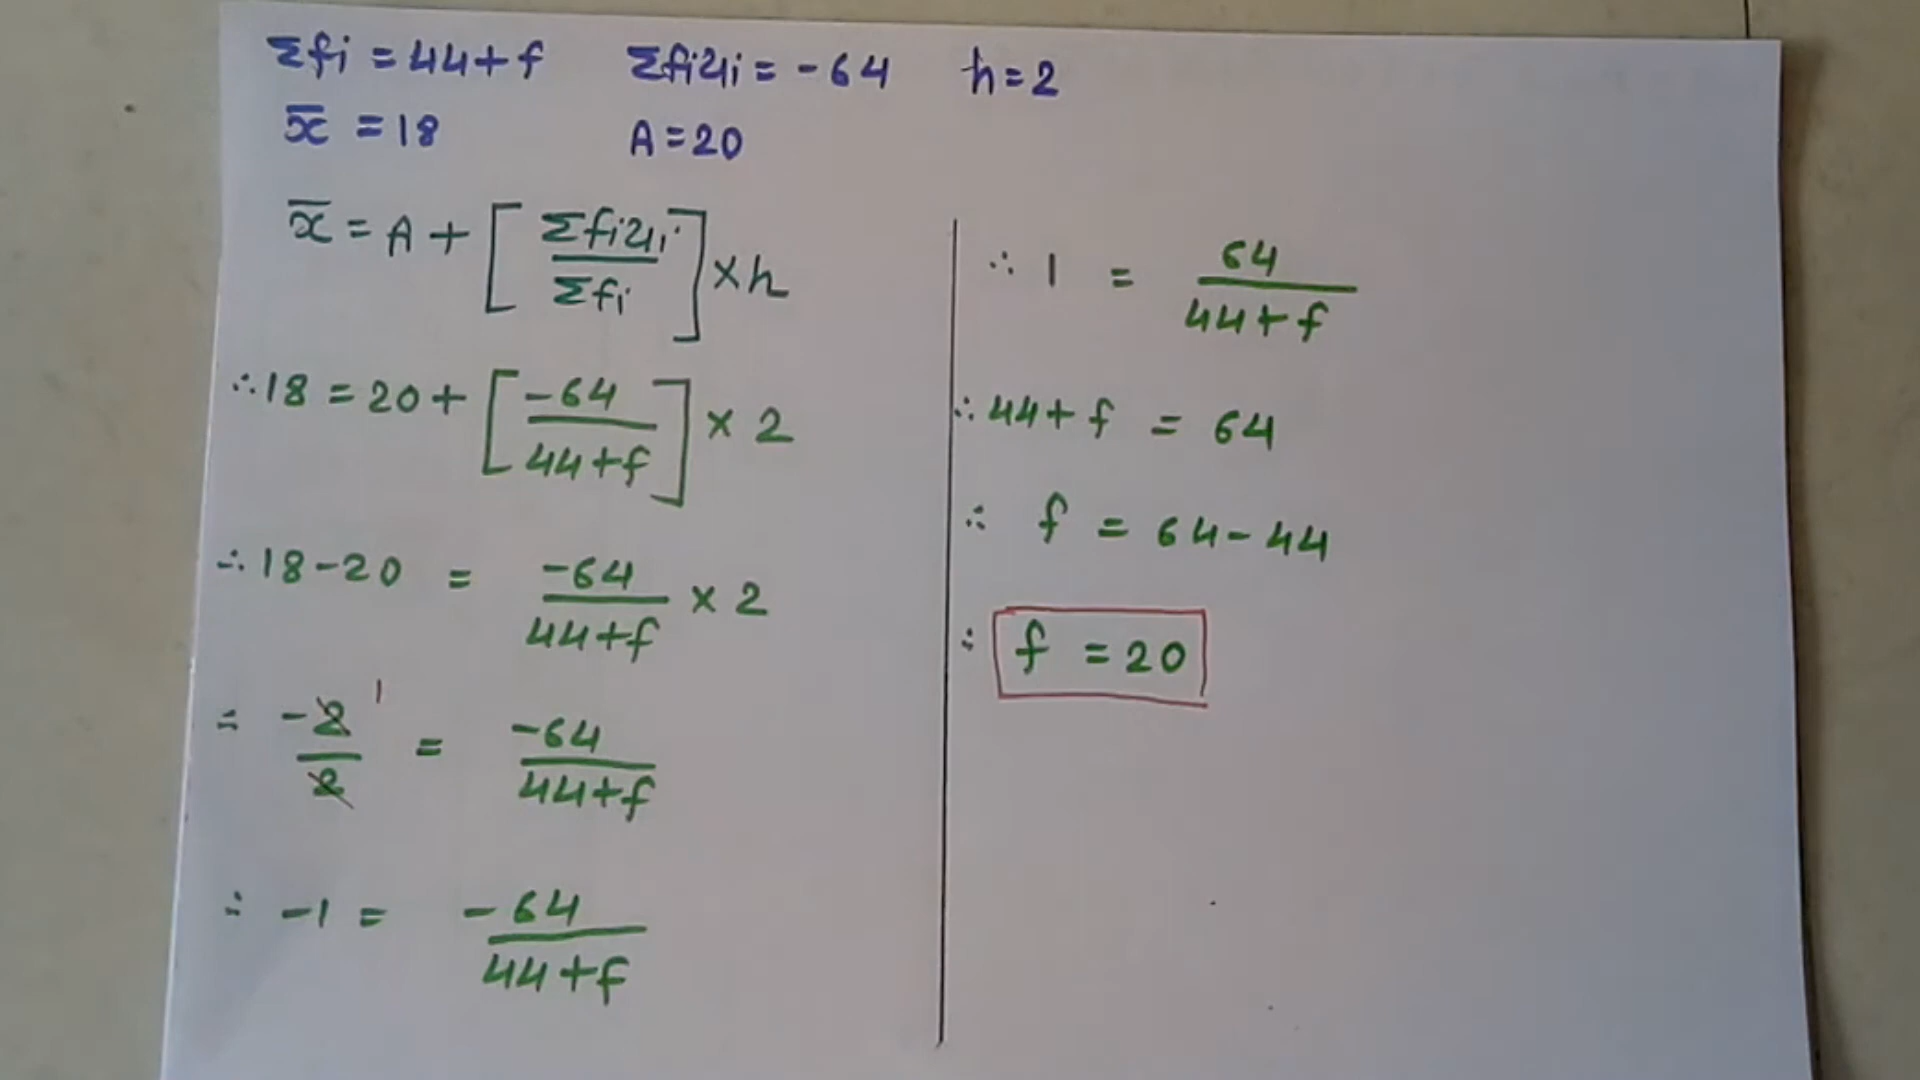 Σfi = 44+f Σfiui = -64 h=2
x̄ = 18 A=20
x̄ = A + [Σfiui/Σfi] × h
∴ 18 = 20 + [-64/44+f] × 2
∴ 18-20 = -64/44+f × 2
= -2/2 1 = -64/44+f
∴ -1 = -64/44+f
∴ 1 = 64/44+f
∴ 44+f = 64
∴ f = 64-44
∴ f = 20